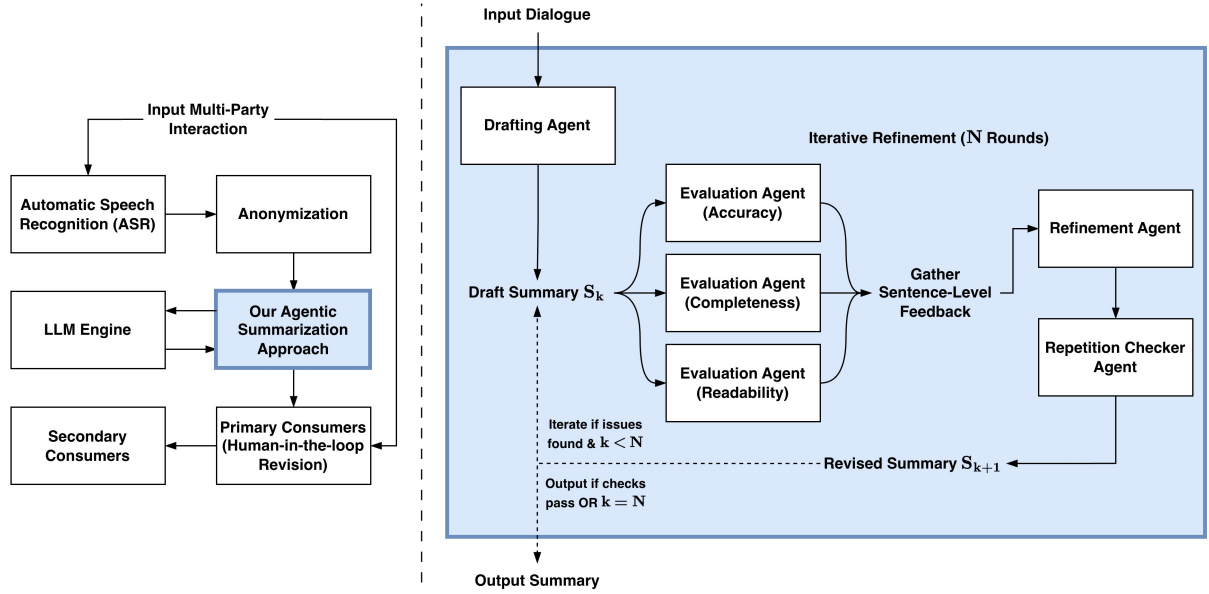 Input Multi-Party
Interaction
Automatic Speech
Recognition (ASR)
Anonymization
LLM Engine
Our Agentic
Summarization
Approach
Secondary
Consumers
Primary Consumers
(Human-in-the-loop
Revision)
Input Dialogue
Drafting Agent
Iterative Refinement (N Rounds)
Evaluation Agent
(Accuracy)
Refinement Agent
Draft Summary S_k
Evaluation Agent
(Completeness)
Gather
Sentence-Level
Feedback
Evaluation Agent
(Readability)
Repetition Checker
Agent
Iterate if issues
found & k < N
Revised Summary S_{k+1}
Output if checks
pass OR k = N
Output Summary